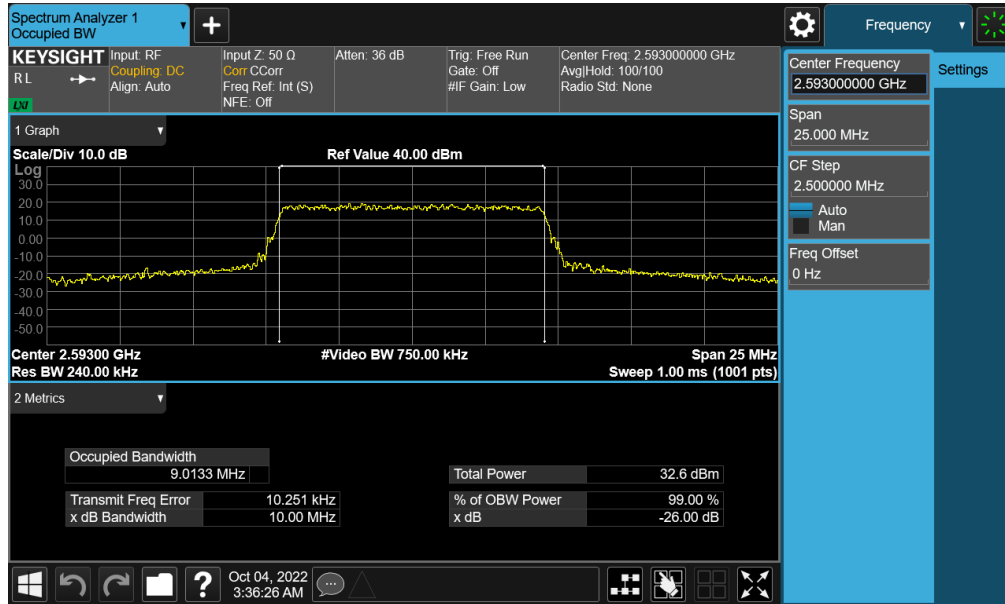 Spectrum Analyzer 1
Occupied BW
+
Frequency
KEYSIGHT
R L
LXI
Input: RF
Coupling: DC
Align: Auto
Input Z: 50 Ω
Corr CCorr
Freq Ref: Int (S)
NFE: Off
Atten: 36 dB
Trig: Free Run
Gate: Off
#IF Gain: Low
Center Freq: 2.593000000 GHz
Avg|Hold: 100/100
Radio Std: None
Center Frequency
2.593000000 GHz
Settings
Span
25.000 MHz
CF Step
2.500000 MHz
Auto
Man
Freq Offset
0 Hz
1 Graph
Scale/Div 10.0 dB
Ref Value 40.00 dBm
Log
30.0
20.0
10.0
0.00
-10.0
-20.0
-30.0
-40.0
-50.0
Center 2.59300 GHz
#Video BW 750.00 kHz
Span 25 MHz
Res BW 240.00 kHz
Sweep 1.00 ms (1001 pts)
2 Metrics
Occupied Bandwidth
9.0133 MHz
Total Power 32.6 dBm
Transmit Freq Error 10.251 kHz
% of OBW Power 99.00 %
x dB Bandwidth 10.00 MHz
x dB -26.00 dB
?
Oct 04, 2022
3:36:26 AM